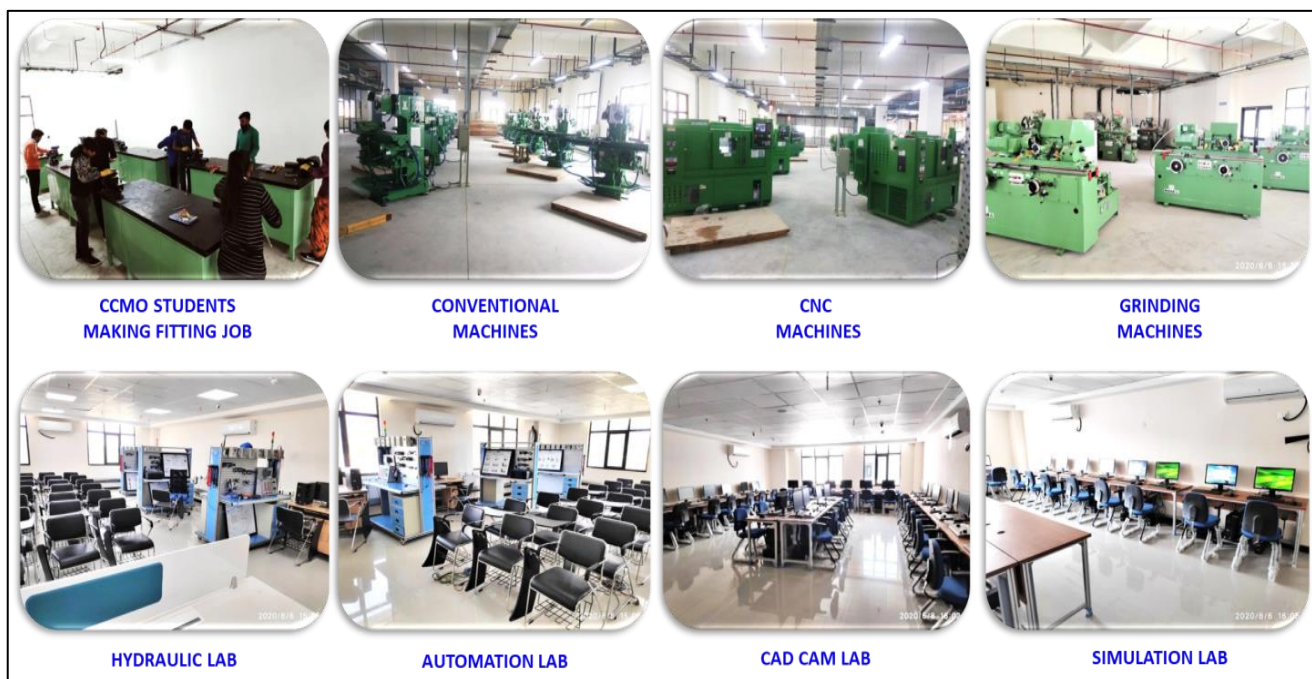 CCMO STUDENTS
MAKING FITTING JOB
CONVENTIONAL
MACHINES
CNC
MACHINES
GRINDING
MACHINES
HYDRAULIC LAB
AUTOMATION LAB
CAD CAM LAB
SIMULATION LAB